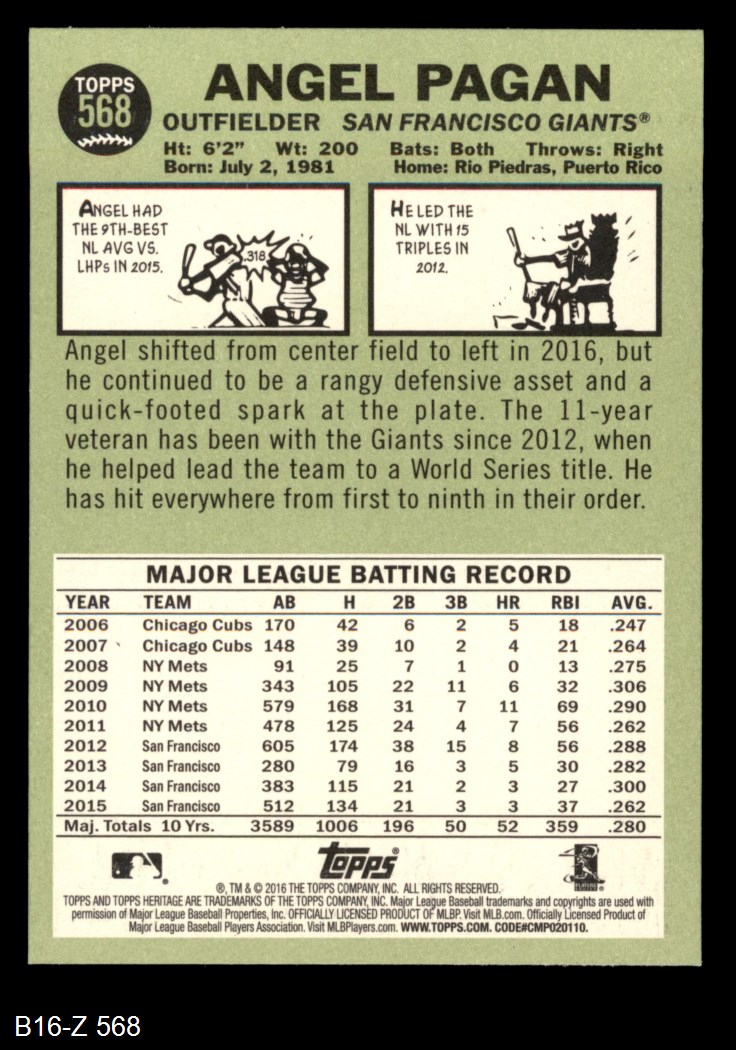 TOPPS
568
ANGEL PAGAN
OUTFIELDER SAN FRANCISCO GIANTS®
Ht: 6'2" Wt: 200 Bats: Both Throws: Right
Born: July 2, 1981 Home: Rio Piedras, Puerto Rico
ANGEL HAD
THE 9TH-BEST
NL AVG VS.
LHPs IN 2015.
.318
HE LED THE
NL WITH 15
TRIPLES IN
2012.
Angel shifted from center field to left in 2016, but
he continued to be a rangy defensive asset and a
quick-footed spark at the plate. The 11-year
veteran has been with the Giants since 2012, when
he helped lead the team to a World Series title. He
has hit everywhere from first to ninth in their order.
MAJOR LEAGUE BATTING RECORD
YEAR TEAM AB H 2B 3B HR RBI AVG.
2006 Chicago Cubs 170 42 6 2 5 18 .247
2007 Chicago Cubs 148 39 10 2 4 21 .264
2008 NY Mets 91 25 7 1 0 13 .275
2009 NY Mets 343 105 22 11 6 32 .306
2010 NY Mets 579 168 31 7 11 69 .290
2011 NY Mets 478 125 24 4 7 56 .262
2012 San Francisco 605 174 38 15 8 56 .288
2013 San Francisco 280 79 16 3 5 30 .282
2014 San Francisco 383 115 21 2 3 27 .300
2015 San Francisco 512 134 21 3 3 37 .262
Maj. Totals 10 Yrs. 3589 1006 196 50 52 359 .280
Topps®
®, TM & © 2016 THE TOPPS COMPANY, INC. ALL RIGHTS RESERVED.
TOPPS AND TOPPS HERITAGE ARE TRADEMARKS OF THE TOPPS COMPANY, INC. Major League Baseball trademarks and copyrights are used with
permission of Major League Baseball Properties, Inc. OFFICIALLY LICENSED PRODUCT OF MLBP. Visit MLB.com. Officially Licensed Product of
Major League Baseball Players Association. Visit MLBPlayers.com. WWW.TOPPS.COM. CODE#CMP020110.
B16-Z 568